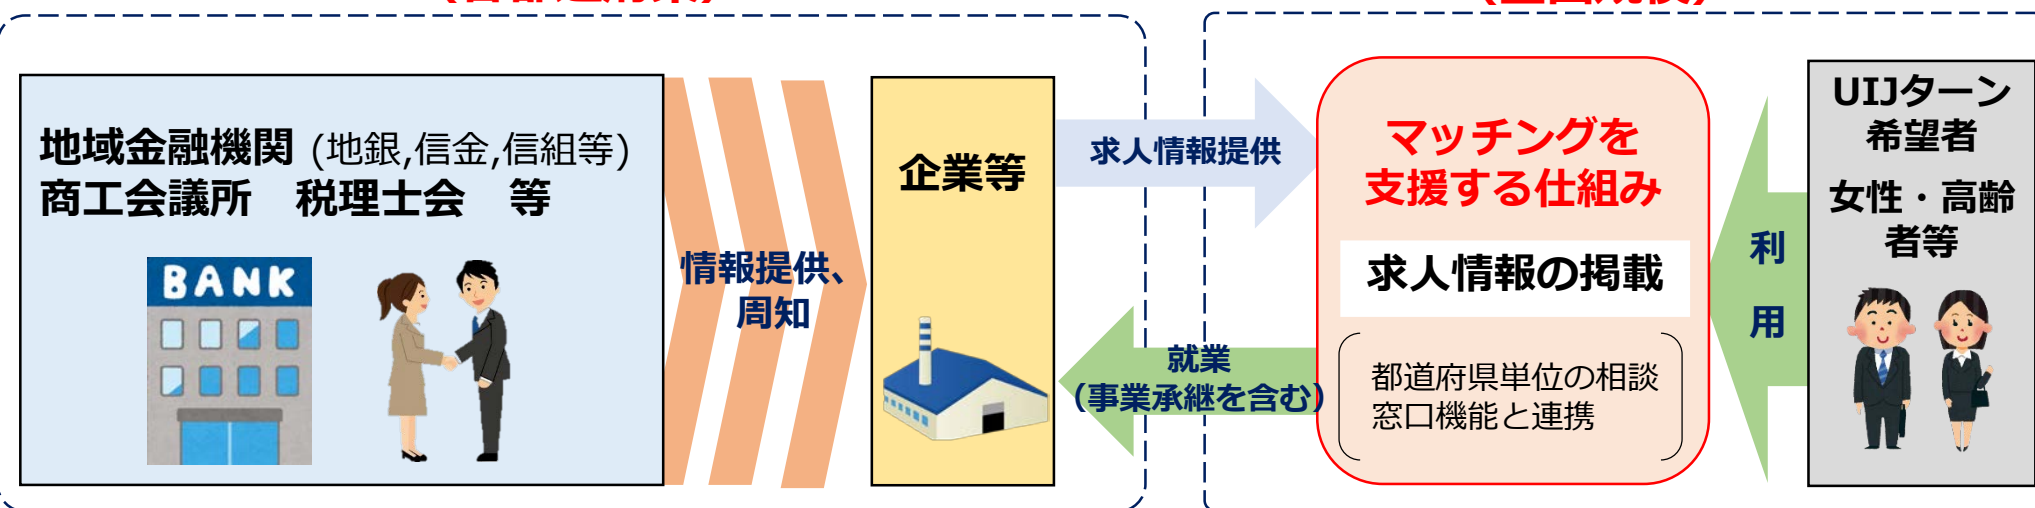 地域金融機関 (地銀,信金,信組等)
商工会議所　税理士会　等
BANK
情報提供、
周知
企業等
求人情報提供
就業
（事業承継を含む）
マッチングを
支援する仕組み
求人情報の掲載
都道府県単位の相談
窓口機能と連携
利
用
UIJターン
希望者
女性・高齢
者等